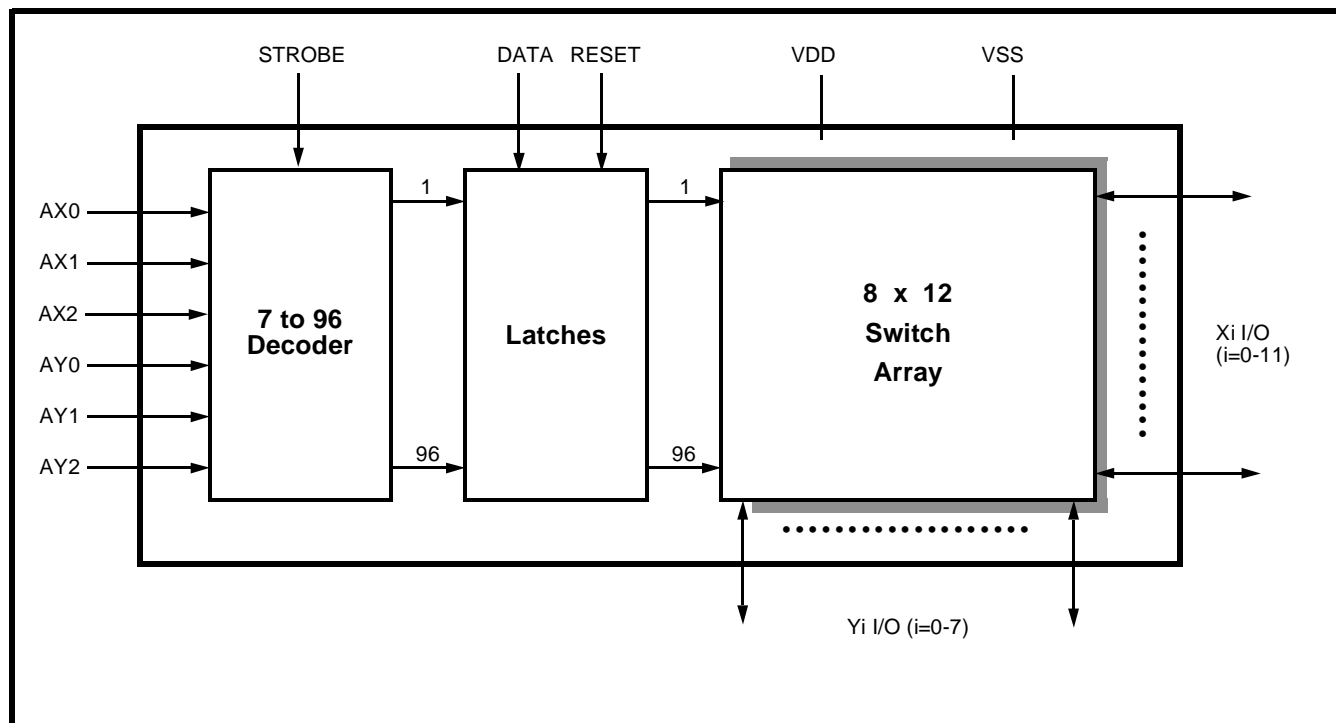 STROBE
DATA
RESET
VDD
VSS
AX0
AX1
AX2
AY0
AY1
AY2
7 to 96
Decoder
1
96
Latches
1
96
8 x 12
Switch
Array
Xi I/O
(i=0-11)
Yi I/O (i=0-7)